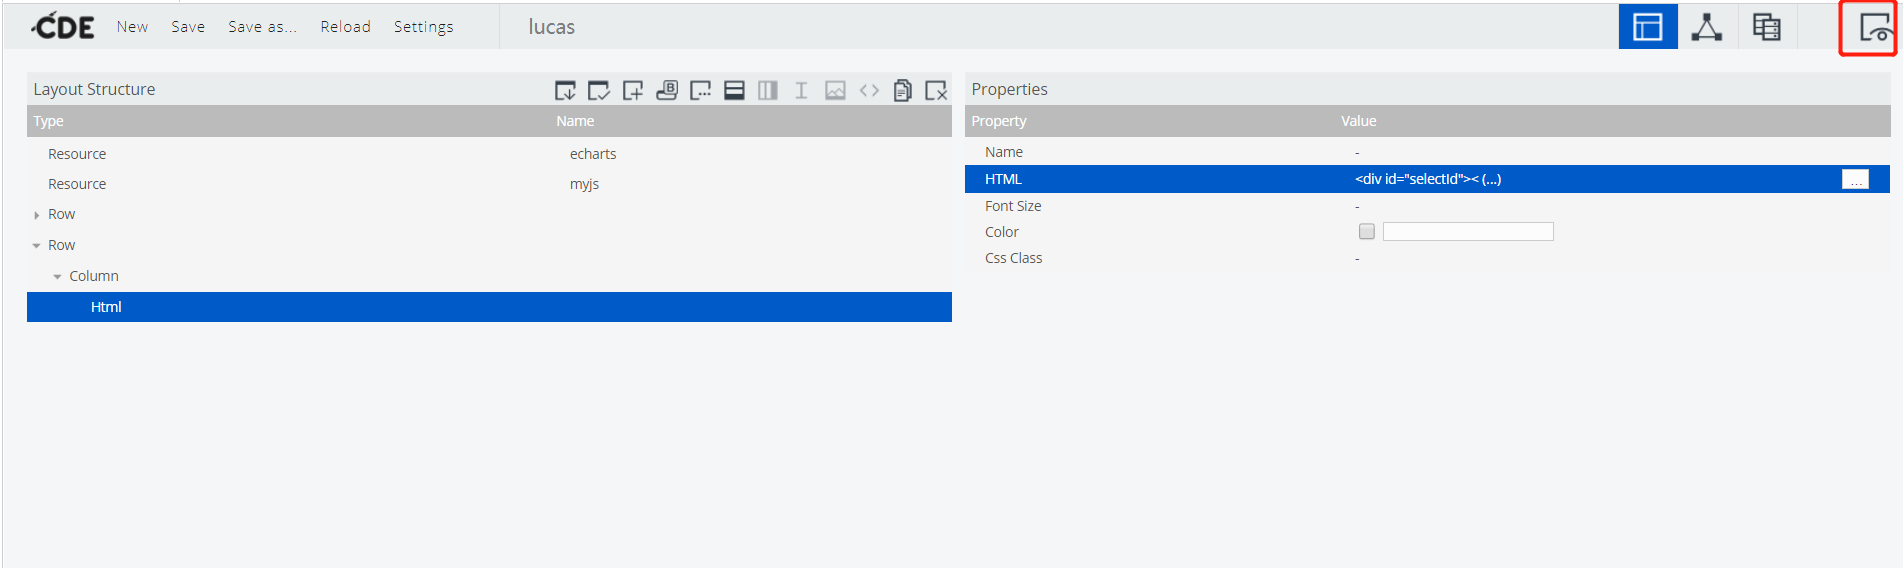 CDE New Save Save as... Reload Settings lucas
Layout Structure
Type Name
Resource echarts
Resource myjs
Row
Row
Column
Html
Properties
Property Value
Name -
HTML <div id="selectId">< (...) ...
Font Size -
Color
Css Class -